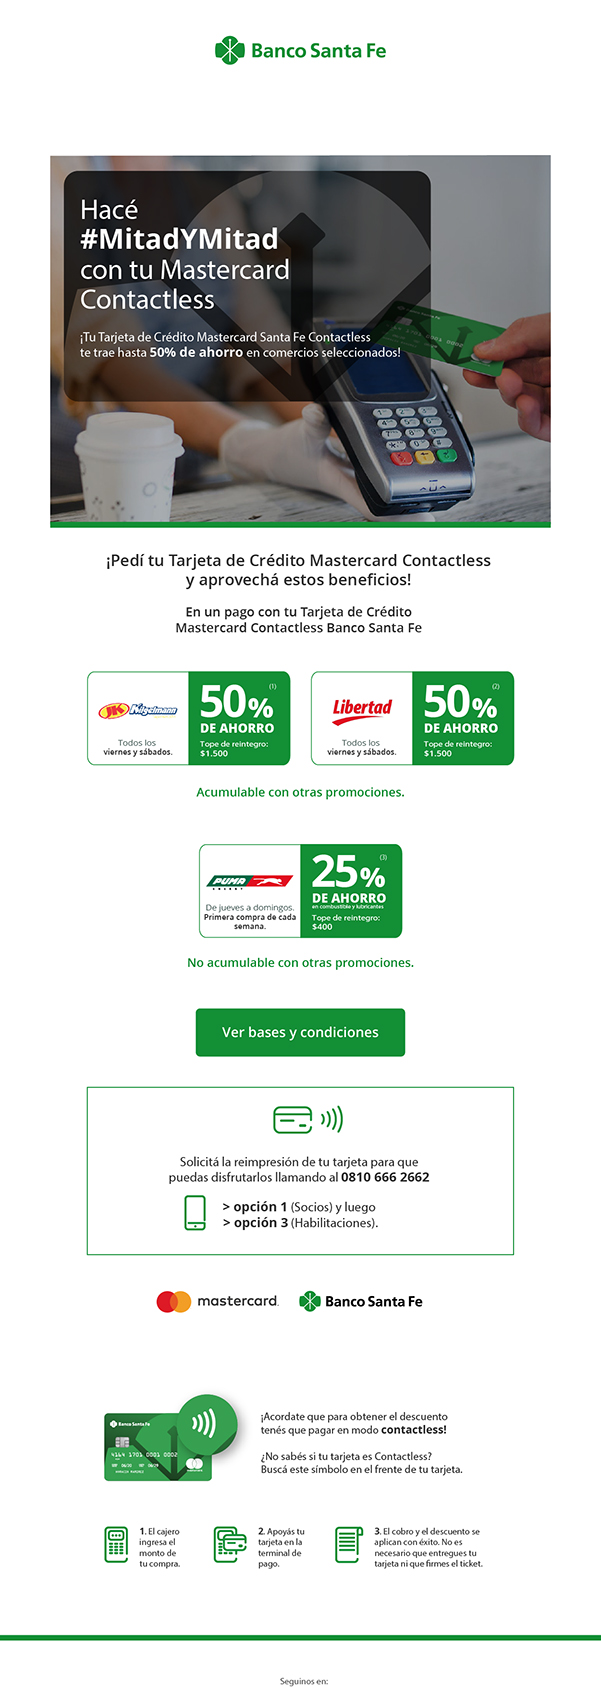 Banco Santa Fe
Hacé
#MitadYMitad
con tu Mastercard
Contactless
¡Tu Tarjeta de Crédito Mastercard Santa Fe Contactless
te trae hasta 50% de ahorro en comercios seleccionados!
Banco Santa Fe
¡Pedí tu Tarjeta de Crédito Mastercard Contactless
y aprovechá estos beneficios!
En un pago con tu Tarjeta de Crédito
Mastercard Contactless Banco Santa Fe
JK Kilgelmann
Todos los
viernes y sábados.
50% (1)
DE AHORRO
Tope de reintegro:
$1.500
Libertad
Todos los
viernes y sábados.
50% (2)
DE AHORRO
Tope de reintegro:
$1.500
Acumulable con otras promociones.
PUMA
ENERGY
De jueves a domingos.
Primera compra de cada
semana.
25% (3)
DE AHORRO
en combustible y lubricantes
Tope de reintegro:
$400
No acumulable con otras promociones.
Ver bases y condiciones
Solicitá la reimpresión de tu tarjeta para que
puedas disfrutarlos llamando al 0810 666 2662
> opción 1 (Socios) y luego
> opción 3 (Habilitaciones).
mastercard.
Banco Santa Fe
Banco Santa Fe
¡Acordate que para obtener el descuento
tenés que pagar en modo contactless!
¿No sabés si tu tarjeta es Contactless?
Buscá este símbolo en el frente de tu tarjeta.
1. El cajero
ingresa el
monto de
tu compra.
2. Apoyás tu
tarjeta en la
terminal de
pago.
3. El cobro y el descuento se
aplican con éxito. No es
necesario que entregues tu
tarjeta ni que firmes el ticket.
Seguinos en: